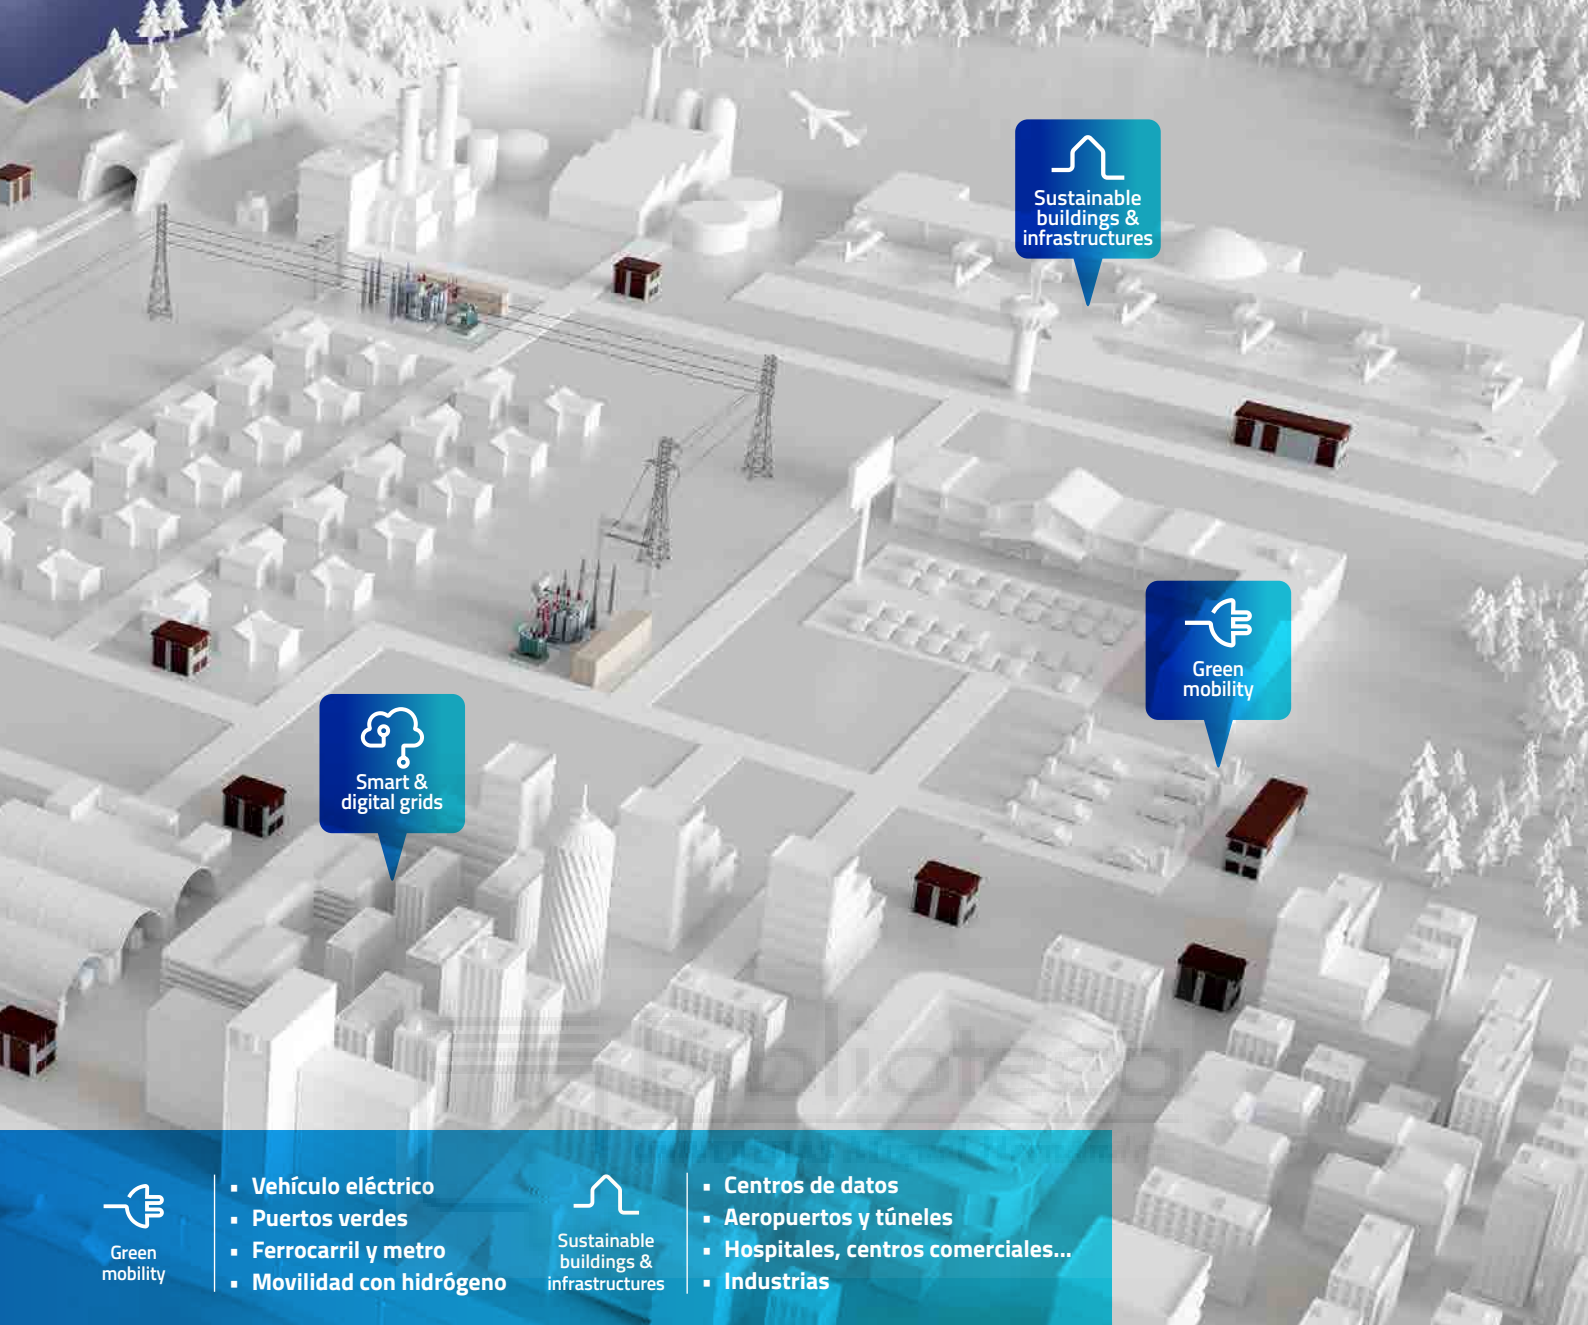 Sustainable
buildings &
infrastructures
Green
mobility
Smart &
digital grids
Green
mobility
▪ Vehículo eléctrico
▪ Puertos verdes
▪ Ferrocarril y metro
▪ Movilidad con hidrógeno
Sustainable
buildings &
infrastructures
▪ Centros de datos
▪ Aeropuertos y túneles
▪ Hospitales, centros comerciales...
▪ Industrias